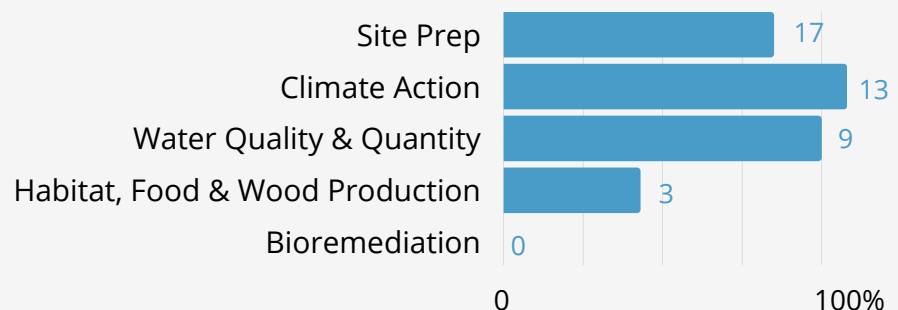 Site Prep 17
Climate Action 13
Water Quality & Quantity 9
Habitat, Food & Wood Production 3
Bioremediation 0
0 100%